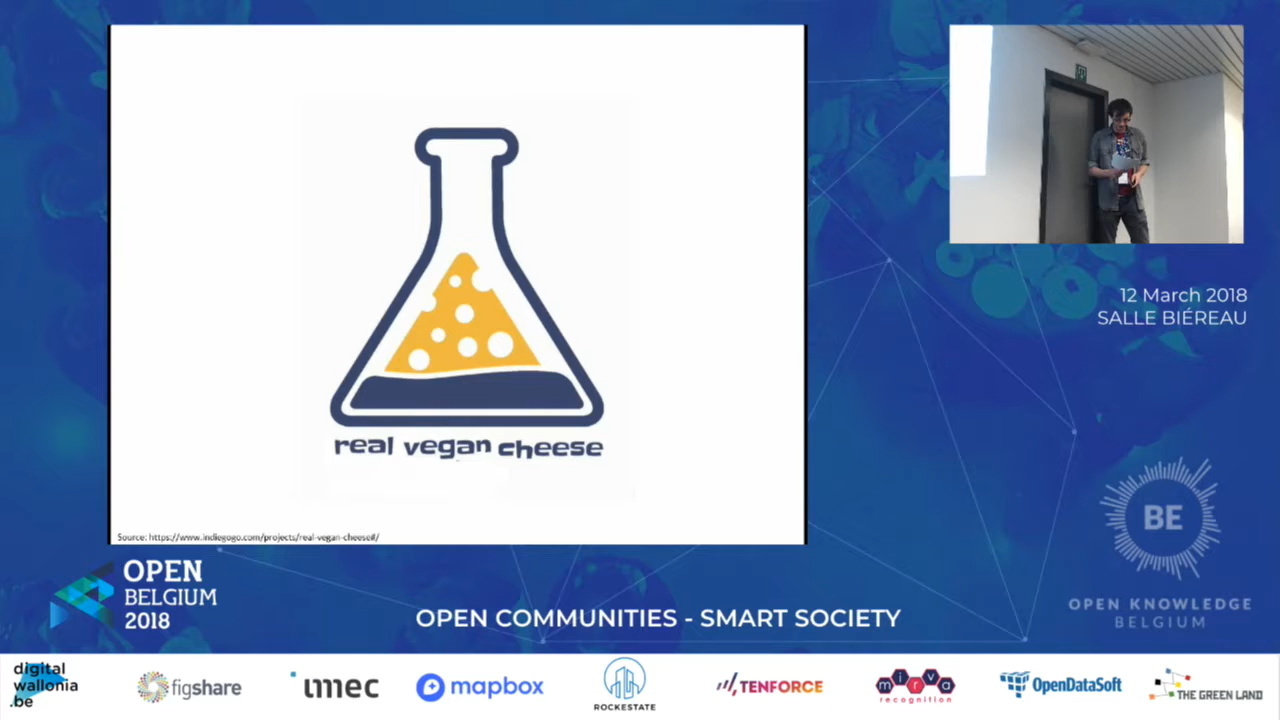 real vegan cheese
Source: https://www.indiegogo.com/projects/real-vegan-cheese#/
12 March 2018
SALLE BIÉREAU
BE
OPEN KNOWLEDGE
BELGIUM
OPEN
BELGIUM
2018
OPEN COMMUNITIES - SMART SOCIETY
digital
wallonia
.be
figshare
imec
mapbox
ROCKESTATE
TENFORCE
mirva
recognition
OpenDataSoft
THE GREEN LAND